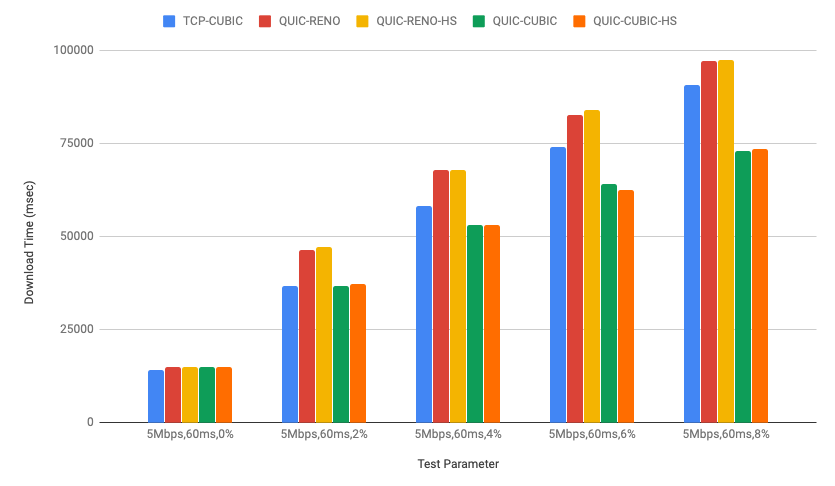 TCP-CUBIC QUIC-RENO QUIC-RENO-HS QUIC-CUBIC QUIC-CUBIC-HS
100000
75000
50000
25000
0
Download Time (msec)
5Mbps,60ms,0% 5Mbps,60ms,2% 5Mbps,60ms,4% 5Mbps,60ms,6% 5Mbps,60ms,8%
Test Parameter